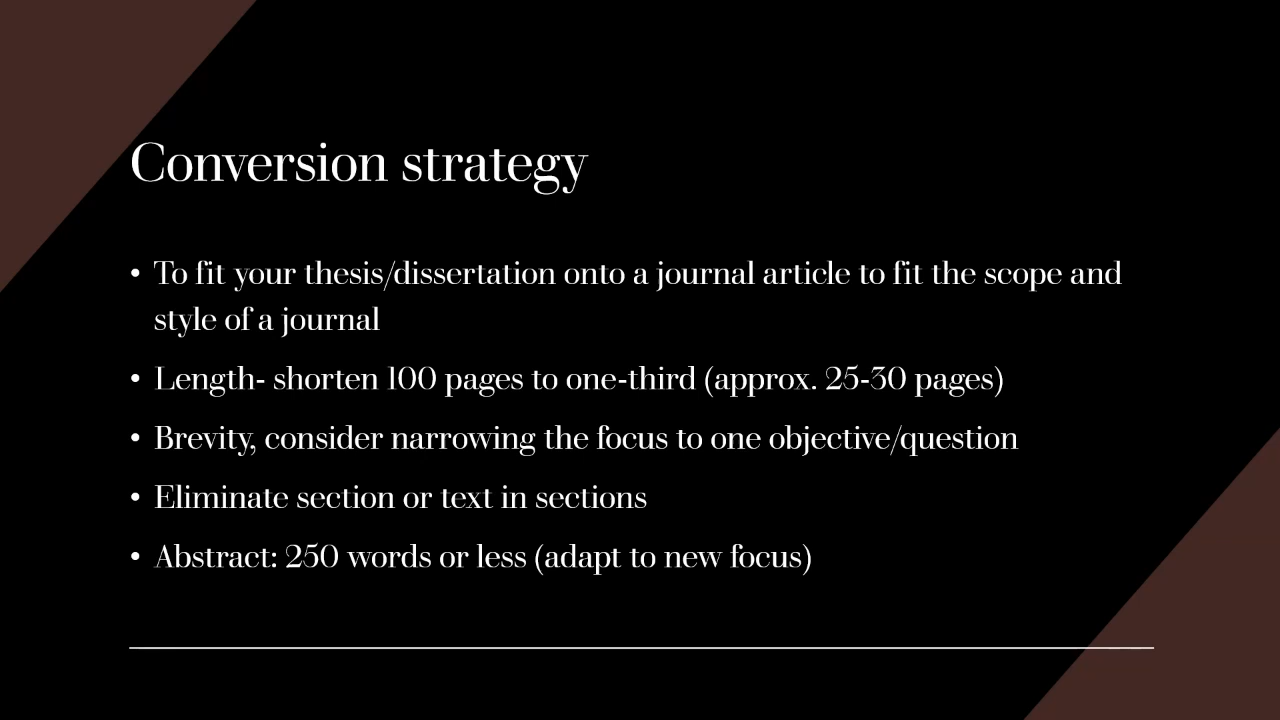 Conversion strategy
• To fit your thesis/dissertation onto a journal article to fit the scope and
style of a journal
• Length- shorten 100 pages to one-third (approx. 25-30 pages)
• Brevity, consider narrowing the focus to one objective/question
• Eliminate section or text in sections
• Abstract: 250 words or less (adapt to new focus)